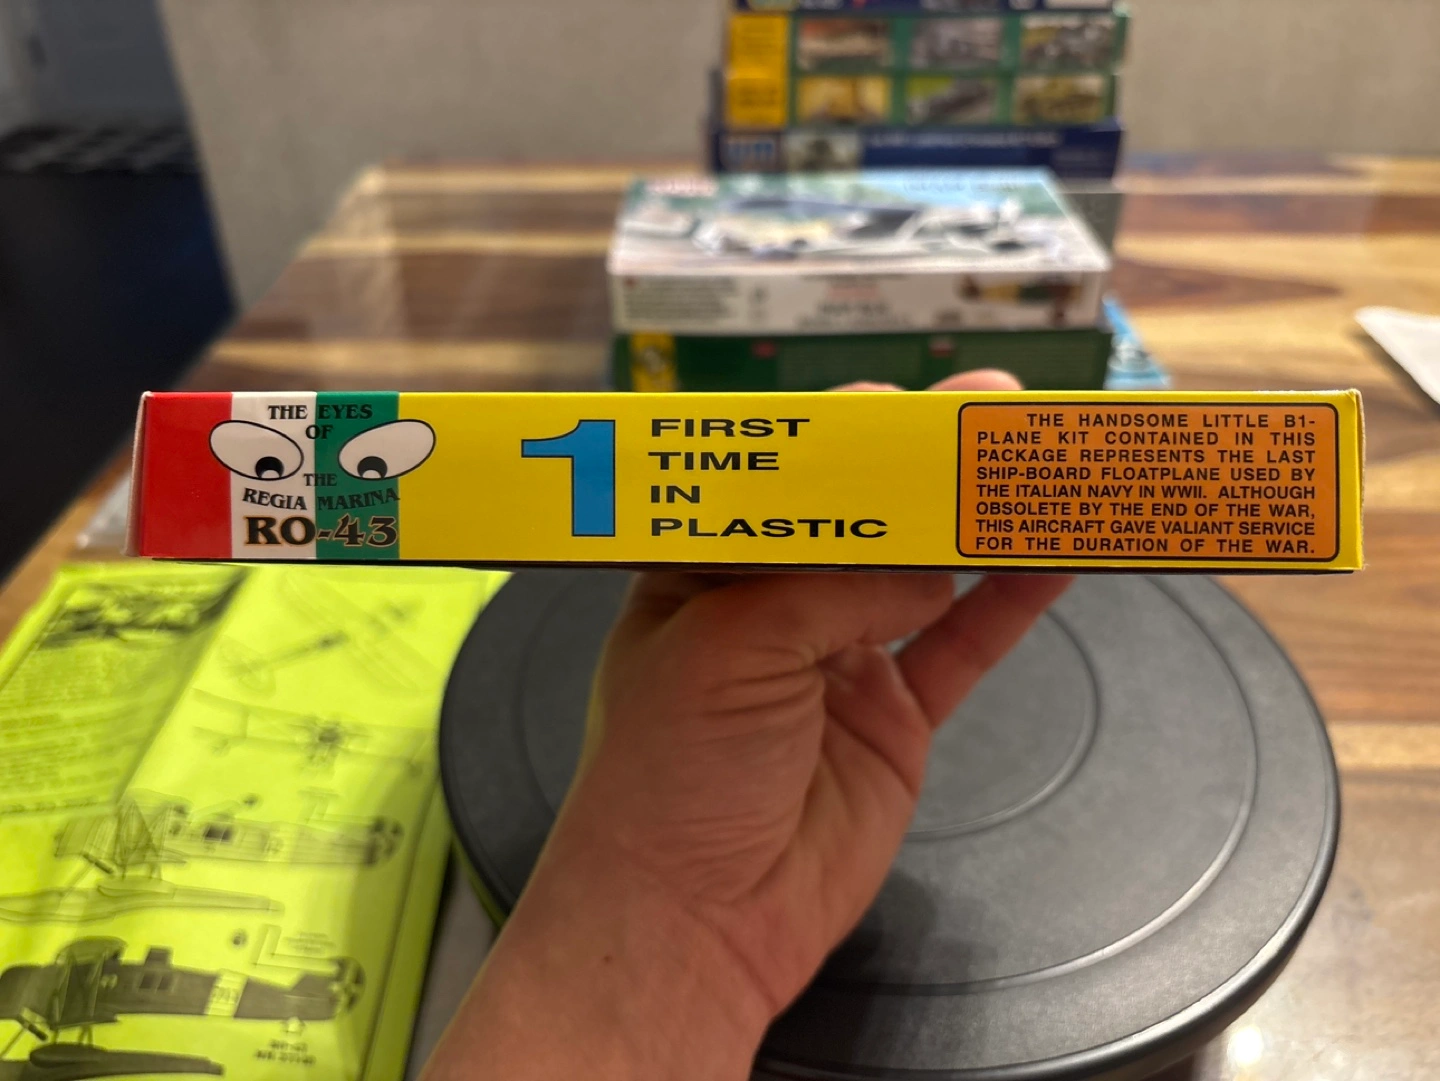 THE EYES
OF
THE
REGIA MARINA
RO-43
1
FIRST
TIME
IN
PLASTIC
THE HANDSOME LITTLE B1-
PLANE KIT CONTAINED IN THIS
PACKAGE REPRESENTS THE LAST
SHIP-BOARD FLOATPLANE USED BY
THE ITALIAN NAVY IN WWII. ALTHOUGH
OBSOLETE BY THE END OF THE WAR,
THIS AIRCRAFT GAVE VALIANT SERVICE
FOR THE DURATION OF THE WAR.